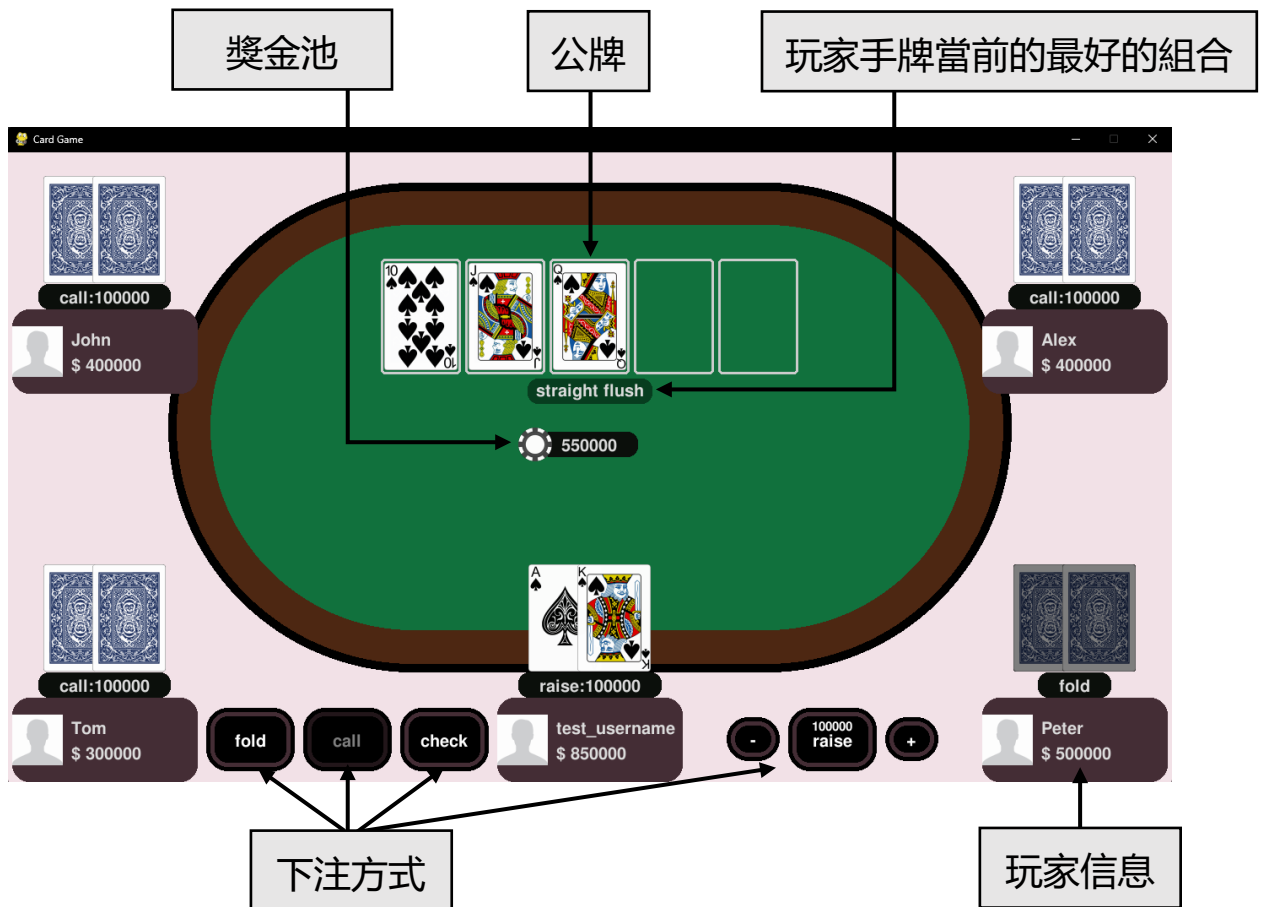 獎金池
公牌
玩家手牌當前的最好的組合
Card Game
10
J
Q
10
J
Q
call:100000
call:100000
John
$ 400000
Alex
$ 400000
straight flush
550000
A
K
K
call:100000
raise:100000
fold
Tom
$ 300000
fold
call
check
test_username
$ 850000
-
100000
raise
+
Peter
$ 500000
下注方式
玩家信息